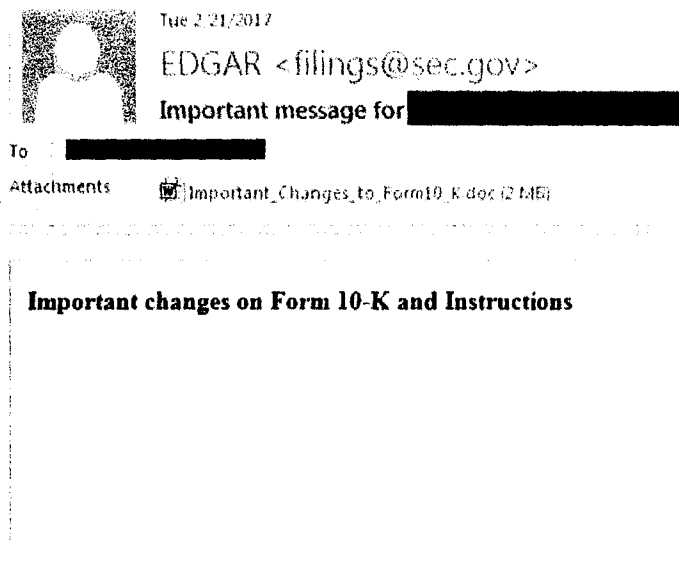 Tue 2/21/2017
EDGAR <filings@sec.gov>
Important message for
To
Attachments Important_Changes_to_Form10_K.doc (2 MB)
Important changes on Form 10-K and Instructions